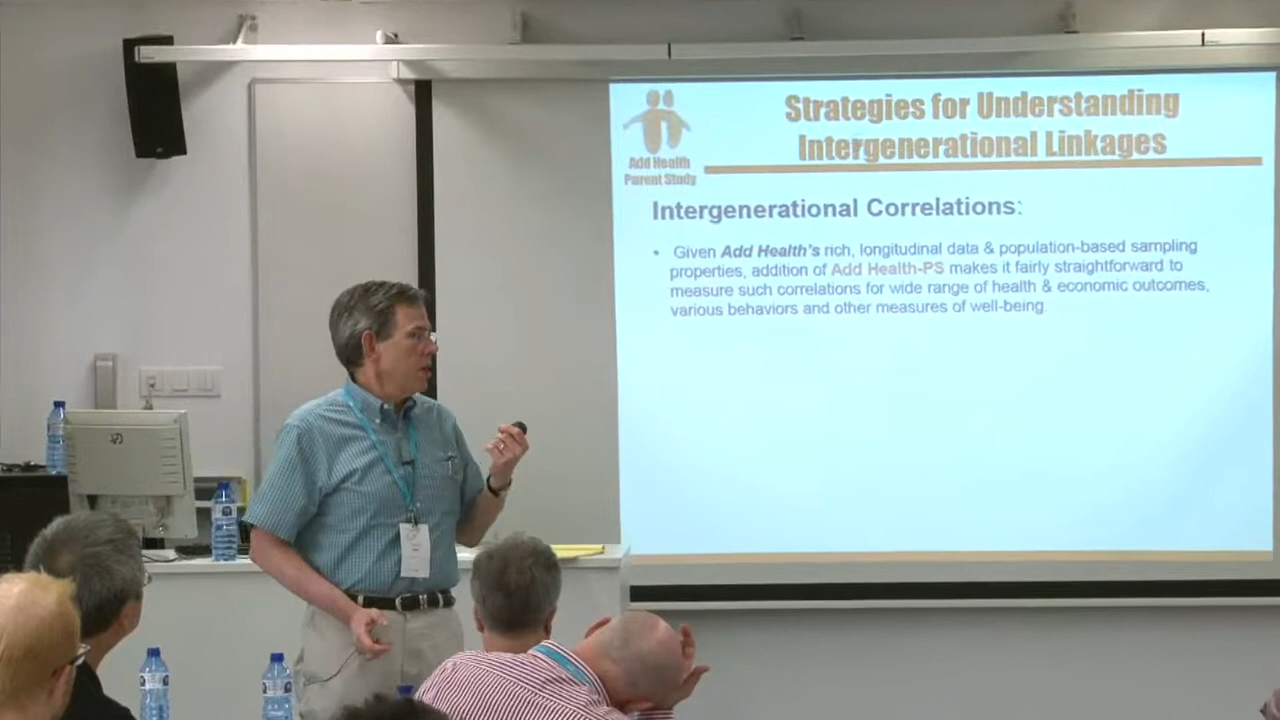 Strategies for Understanding
Intergenerational Linkages
Add Health
Parent Study
Intergenerational Correlations:
• Given Add Health's rich, longitudinal data & population-based sampling
properties, addition of Add Health-PS makes it fairly straightforward to
measure such correlations for wide range of health & economic outcomes,
various behaviors and other measures of well-being.